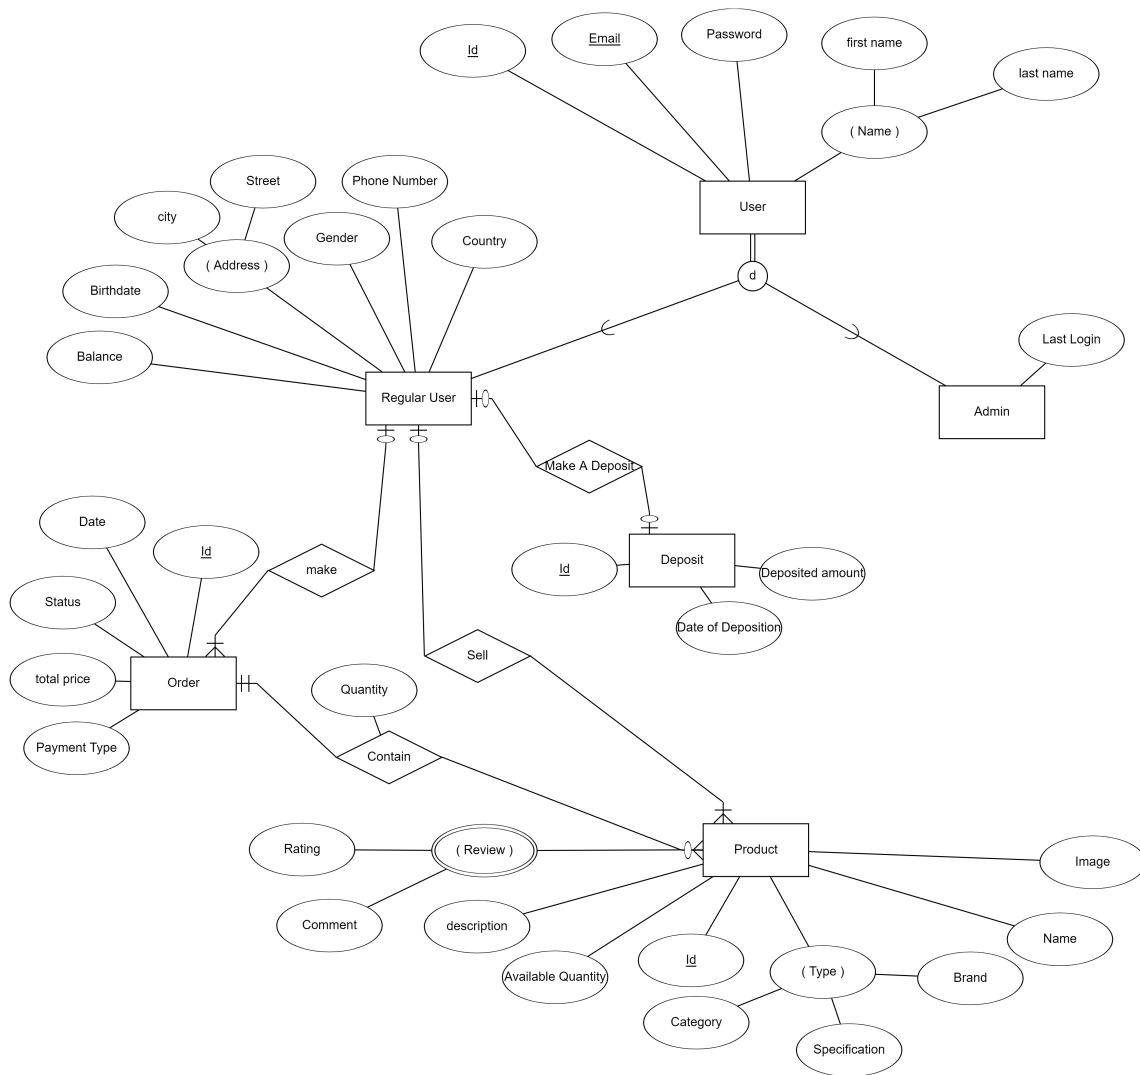 Id
Email
Password
first name
last name
( Name )
User
d
Street
Phone Number
city
Gender
Country
( Address )
Birthdate
Balance
Regular User
Last Login
Admin
Make A Deposit
Date
Id
make
Deposit
Id
Deposited amount
Date of Deposition
Status
Sell
total price
Order
Quantity
Payment Type
Contain
Rating
( Review )
Product
Image
Comment
description
Name
Available Quantity
Id
( Type )
Brand
Category
Specification